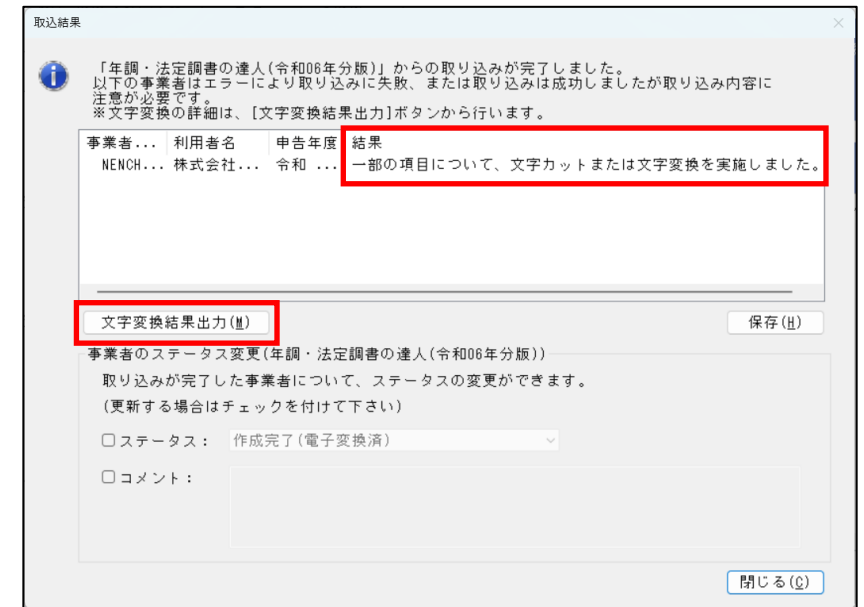 取込結果
「年調・法定調書の達人(令和06年分版)」からの取り込みが完了しました。
以下の事業者はエラーにより取り込みに失敗、または取り込みは成功しましたが取り込み内容に
注意が必要です。
※文字変換の詳細は、[文字変換結果出力]ボタンから行います。
事業者... 利用者名 申告年度 結果
NENCH... 株式会社... 令和 ... 一部の項目について、文字カットまたは文字変換を実施しました。
文字変換結果出力(M) 保存(H)
事業者のステータス変更(年調・法定調書の達人(令和06年分版))
取り込みが完了した事業者について、ステータスの変更ができます。
(更新する場合はチェックを付けて下さい)
ステータス： 作成完了(電子変換済)
コメント：
閉じる(C)